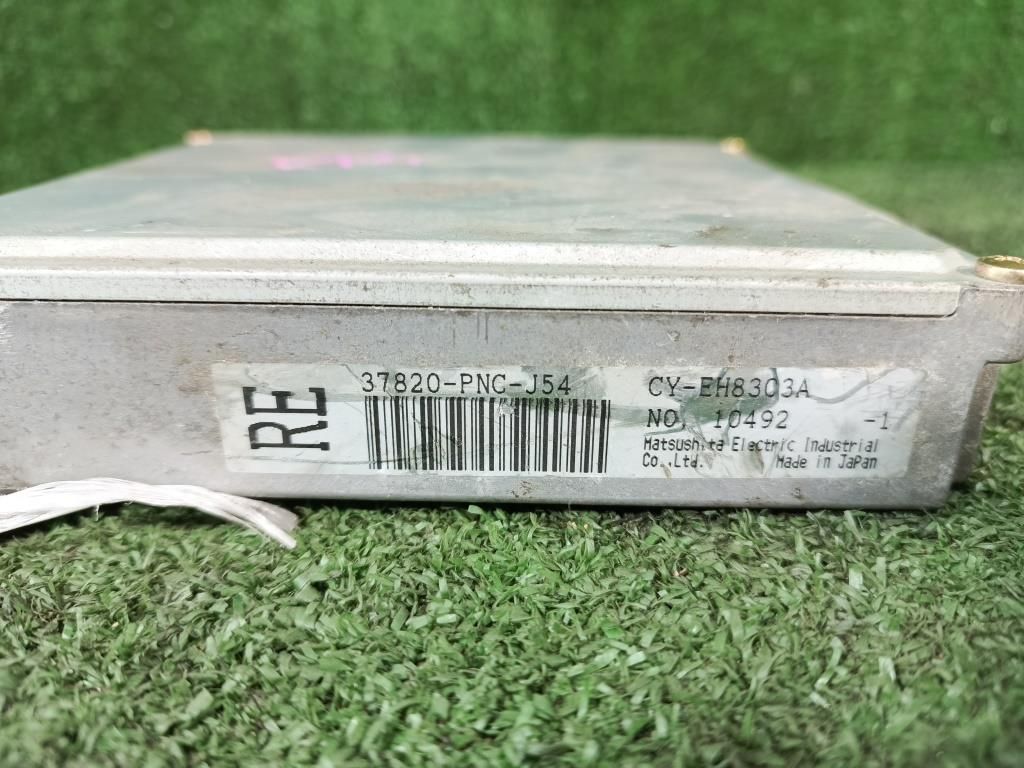 RE
37820-PNC-J54
CY-EH8303A
NO. 10492 -1
Matsushita Electric Industrial
Co.,Ltd. Made in JaPan